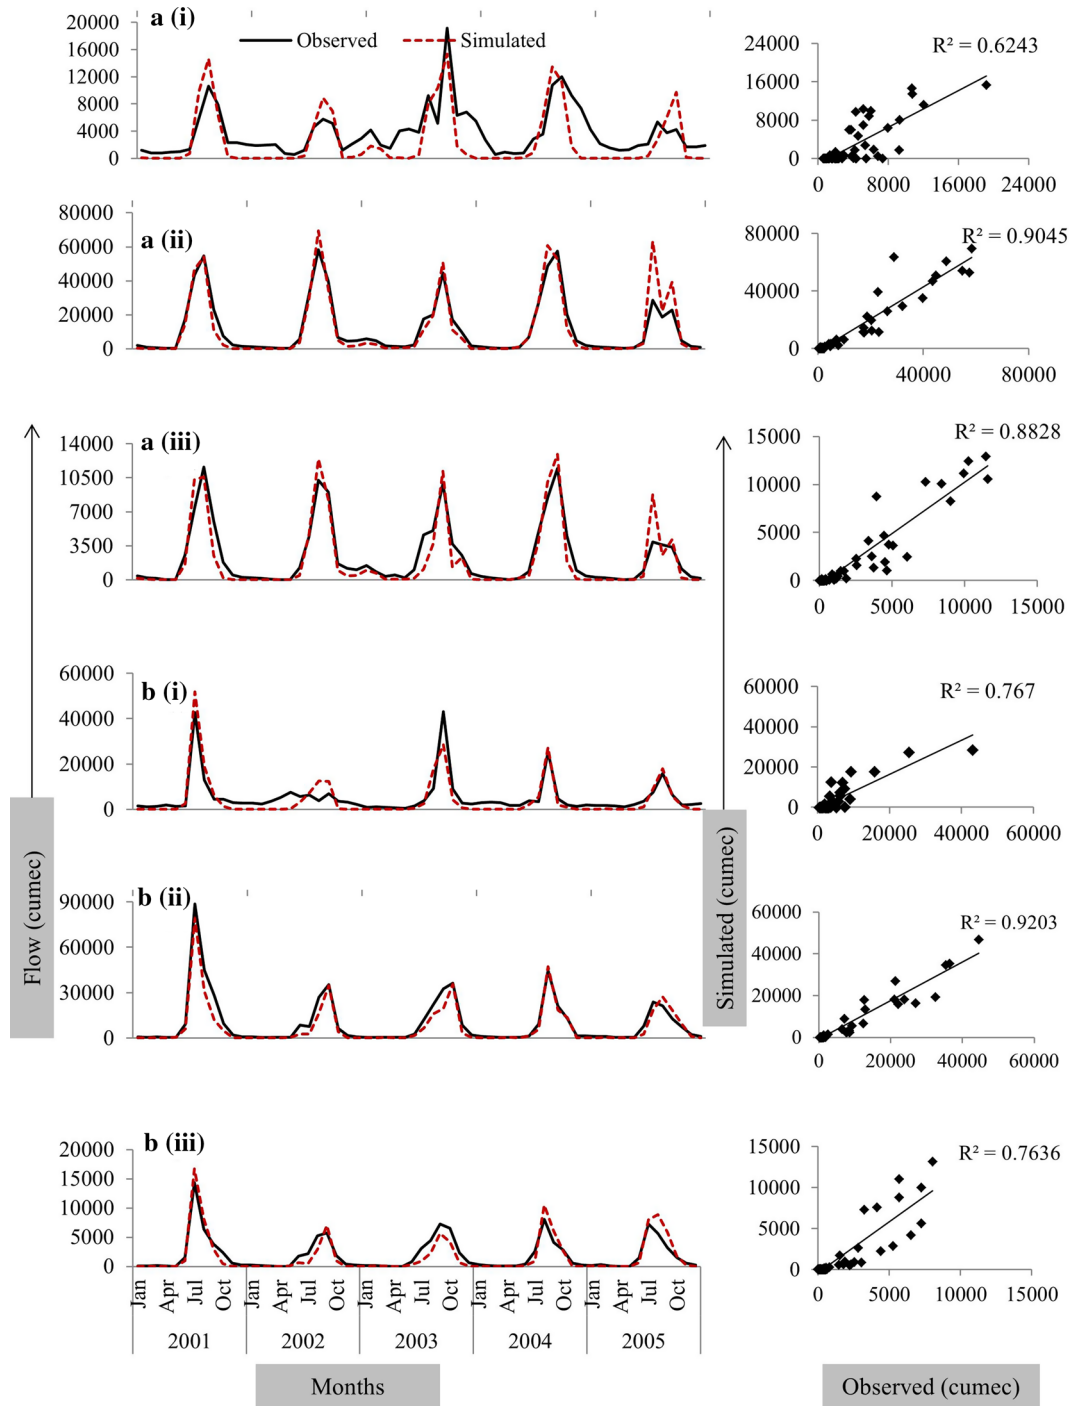 a (i)
Observed
Simulated
20000
16000
12000
8000
4000
0
R² = 0.6243
24000
16000
8000
0
0
8000
16000
24000
a (ii)
80000
60000
40000
20000
0
R² = 0.9045
80000
40000
0
0
40000
80000
a (iii)
14000
10500
7000
3500
0
R² = 0.8828
15000
10000
5000
0
0
5000
10000
15000
b (i)
60000
40000
20000
0
R² = 0.767
60000
40000
20000
0
0
20000
40000
60000
Flow (cumec)
Simulated (cumec)
b (ii)
90000
60000
30000
0
R² = 0.9203
60000
40000
20000
0
0
20000
40000
60000
b (iii)
20000
15000
10000
5000
0
R² = 0.7636
15000
10000
5000
0
0
5000
10000
15000
Jan
Apr
Jul
Oct
Jan
Apr
Jul
Oct
Jan
Apr
Jul
Oct
Jan
Apr
Jul
Oct
Jan
Apr
Jul
Oct
2001
2002
2003
2004
2005
Months
Observed (cumec)